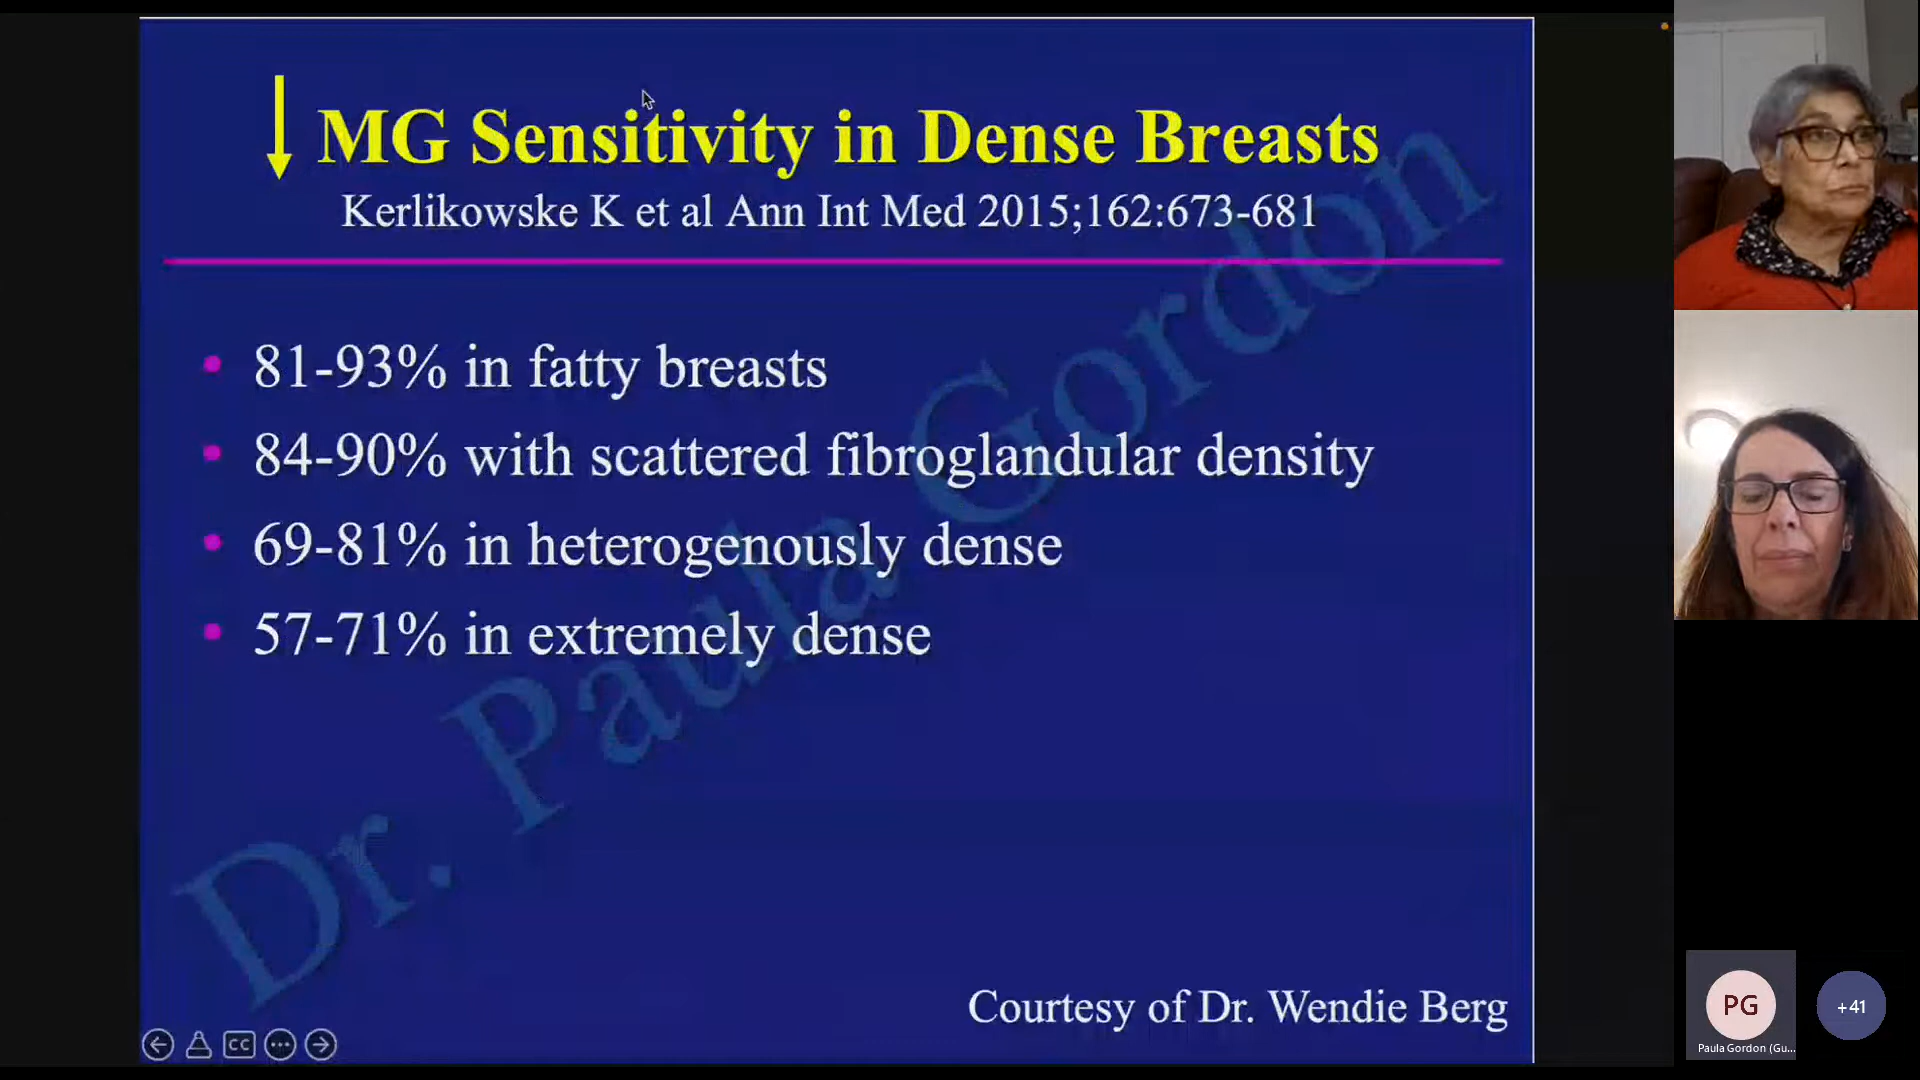 MG Sensitivity in Dense Breasts
Kerlikowske K et al Ann Int Med 2015;162:673-681
• 81-93% in fatty breasts
• 84-90% with scattered fibroglandular density
• 69-81% in heterogenously dense
• 57-71% in extremely dense
Dr. Paula Gordon
Courtesy of Dr. Wendie Berg
CC
PG
+41
Paula Gordon (Gu...